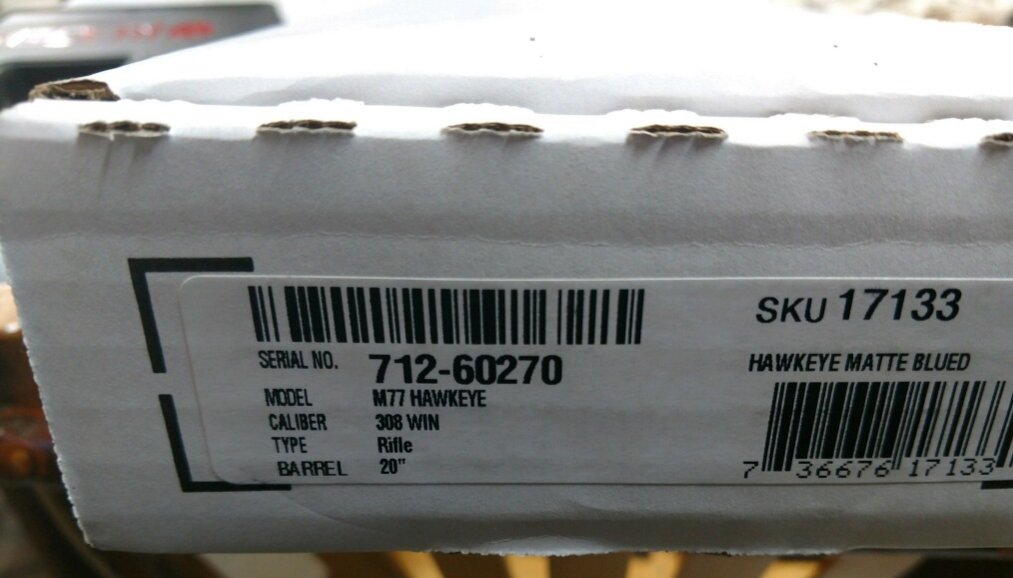 SERIAL NO. 712-60270
MODEL M77 HAWKEYE
CALIBER 308 WIN
TYPE Rifle
BARREL 20"
SKU 17133
HAWKEYE MATTE BLUED
7 36676 17133